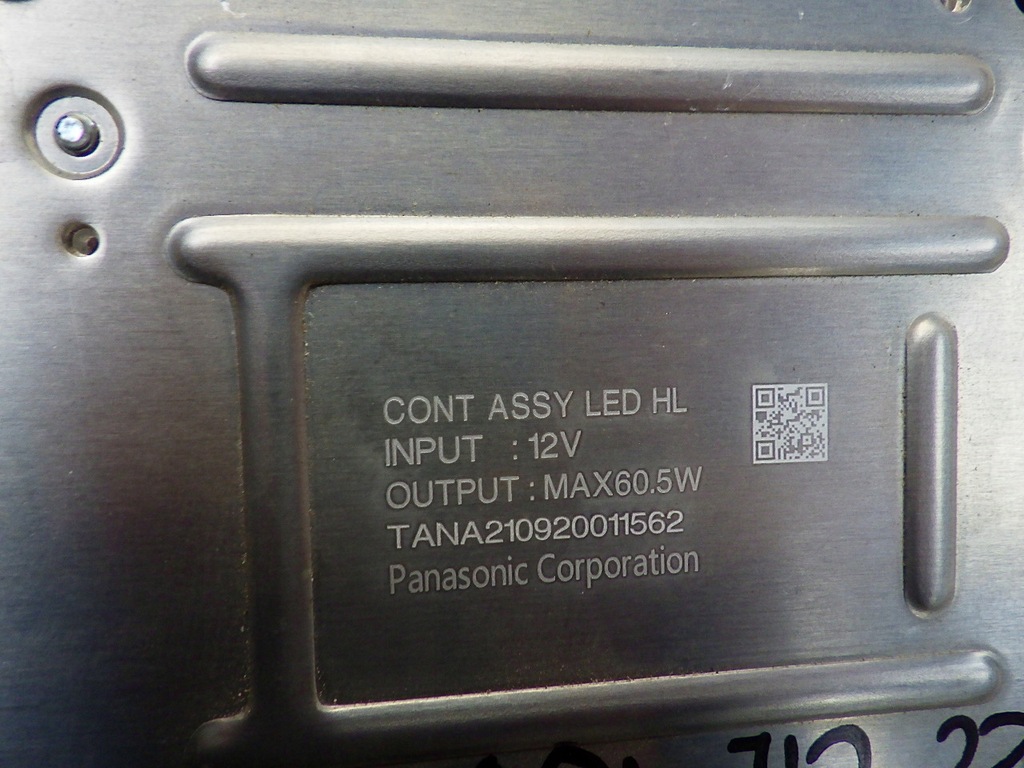 CONT ASSY LED HL
INPUT : 12V
OUTPUT : MAX60.5W
TANA210920011562
Panasonic Corporation